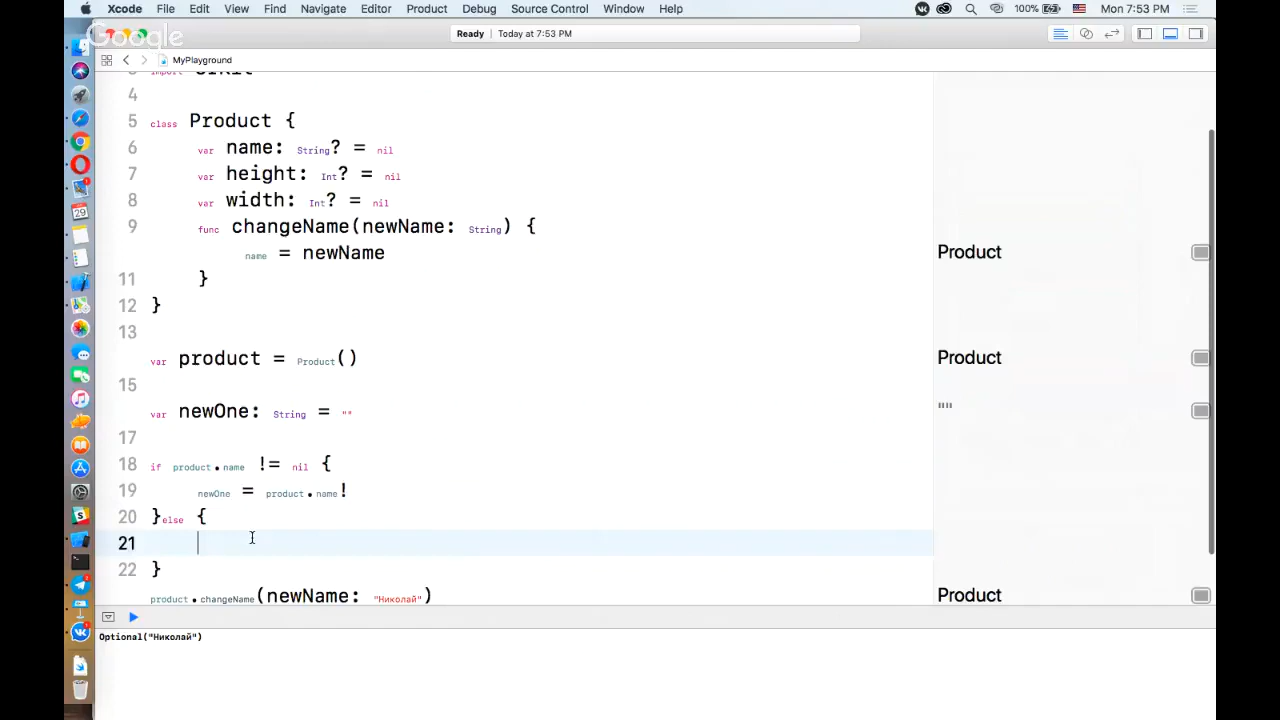 Xcode File Edit View Find Navigate Editor Product Debug Source Control Window Help 100% Mon 7:53 PM
Google
Ready | Today at 7:53 PM
MyPlayground
3 import UIKit
4
5 class Product {
6 var name: String? = nil
7 var height: Int? = nil
8 var width: Int? = nil
9 func changeName(newName: String) {
name = newName Product
11 }
12 }
13
var product = Product() Product
15
var newOne: String = "" ""
17
18 if product.name != nil {
19 newOne = product.name!
20 }else {
21
22 }
product.changeName(newName: "Николай") Product
Optional("Николай")